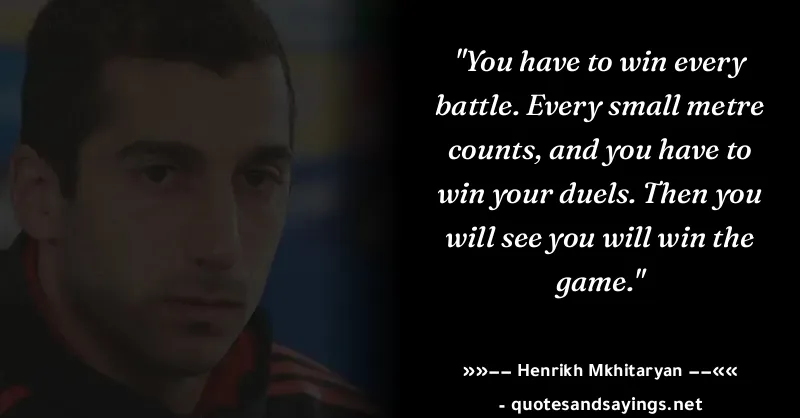 "You have to win every
battle. Every small metre
counts, and you have to
win your duels. Then you
will see you will win the
game."
»»—— Henrikh Mkhitaryan ——««
- quotesandsayings.net